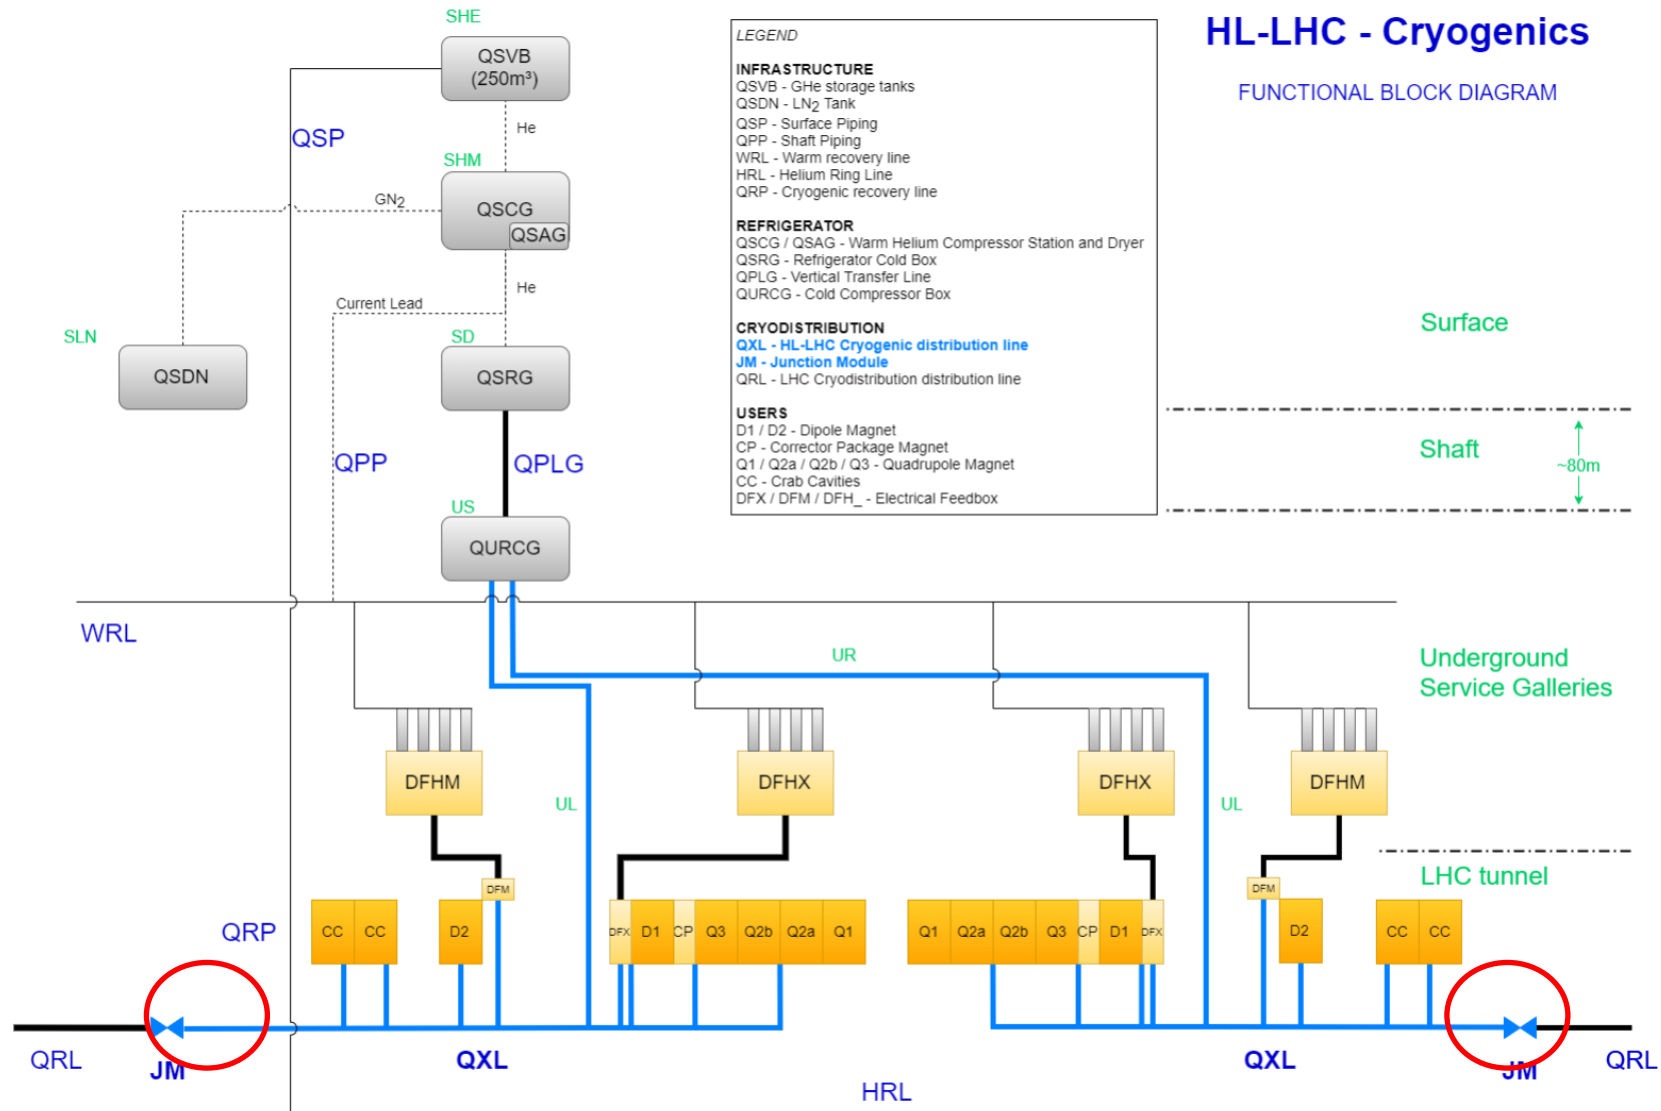 HL-LHC - Cryogenics
FUNCTIONAL BLOCK DIAGRAM
SHE
QSVB
(250m³)
QSP
He
SHM
GN2
QSCG
QSAG
He
Current Lead
SLN
SD
QSDN
QSRG
QPP
QPLG
US
QURCG
LEGEND
INFRASTRUCTURE
QSVB - GHe storage tanks
QSDN - LN2 Tank
QSP - Surface Piping
QPP - Shaft Piping
WRL - Warm recovery line
HRL - Helium Ring Line
QRP - Cryogenic recovery line
REFRIGERATOR
QSCG / QSAG - Warm Helium Compressor Station and Dryer
QSRG - Refrigerator Cold Box
QPLG - Vertical Transfer Line
QURCG - Cold Compressor Box
CRYODISTRIBUTION
QXL - HL-LHC Cryogenic distribution line
JM - Junction Module
QRL - LHC Cryodistribution distribution line
USERS
D1 / D2 - Dipole Magnet
CP - Corrector Package Magnet
Q1 / Q2a / Q2b / Q3 - Quadrupole Magnet
CC - Crab Cavities
DFX / DFM / DFH_ - Electrical Feedbox
Surface
Shaft
~80m
WRL
UR
Underground
Service Galleries
DFHM
DFHX
DFHX
DFHM
UL
UL
LHC tunnel
DFM
DFM
QRP
CC CC D2 DFX D1 CP Q3 Q2b Q2a Q1
Q1 Q2a Q2b Q3 CP D1 DFX D2 CC CC
QRL
JM
QXL
QXL
JM
QRL
HRL